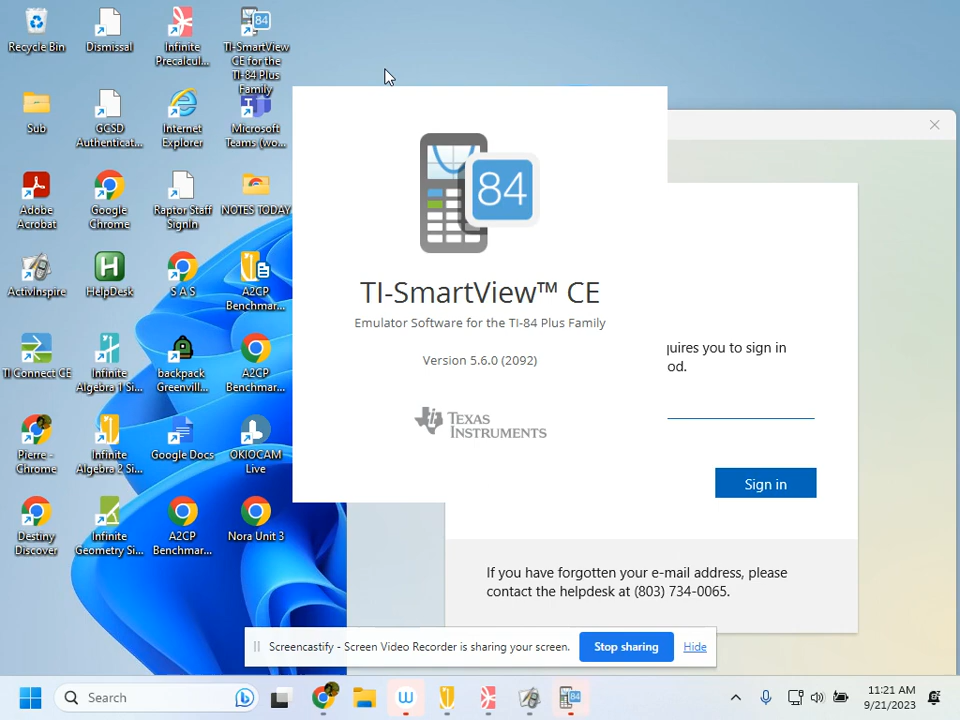 Recycle Bin
Dismissal
Infinite
Precalcul...
TI-SmartView
CE for the
TI-84 Plus
Family
84
Sub
GCSD
Authenticat...
Internet
Explorer
Microsoft
Teams (wo...
Adobe
Acrobat
Google
Chrome
Raptor Staff
SignIn
NOTES TODAY
ActivInspire
HelpDesk
S A S
A2CP
Benchmar...
TI Connect CE
Infinite
Algebra 1 Si...
backpack
Greenvill...
A2CP
Benchmar...
Pierre -
Chrome
Infinite
Algebra 2 Si...
Google Docs
OKIOCAM
Live
Destiny
Discover
Infinite
Geometry Si...
A2CP
Benchmar...
Nora Unit 3
84
TI-SmartView™ CE
Emulator Software for the TI-84 Plus Family
Version 5.6.0 (2092)
TEXAS
INSTRUMENTS
quires you to sign in
od.
Sign in
If you have forgotten your e-mail address, please
contact the helpdesk at (803) 734-0065.
Screencastify - Screen Video Recorder is sharing your screen.
Stop sharing
Hide
Search
84
11:21 AM
9/21/2023